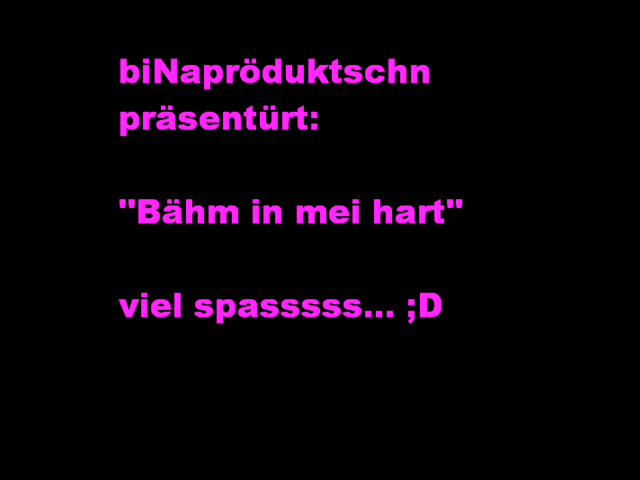 biNapröduktschn
präsentürt:
"Bähm in mei hart"
viel spasssss... ;D